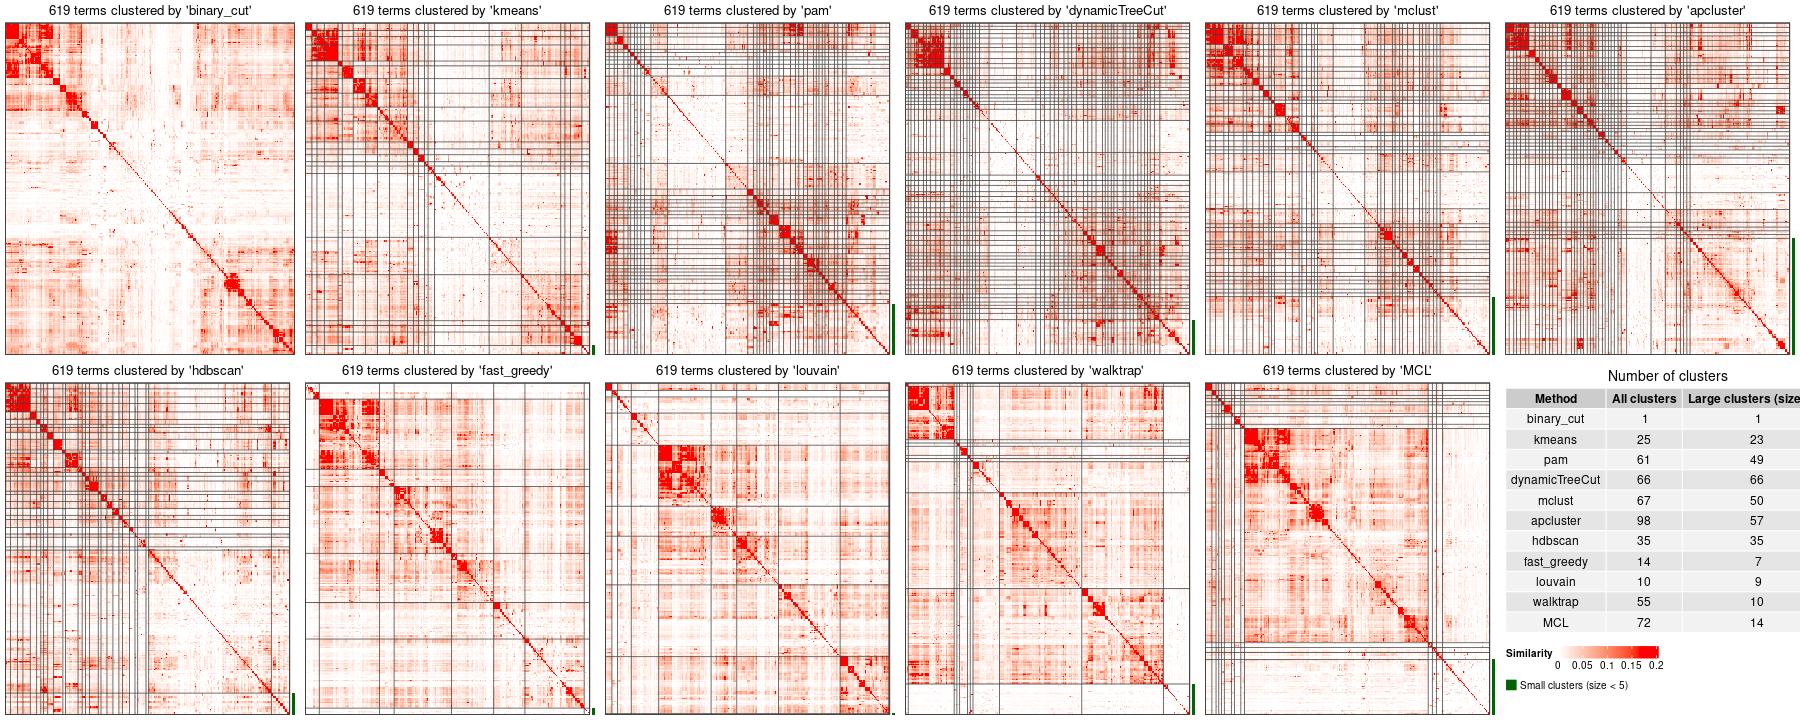 619 terms clustered by 'binary_cut'
619 terms clustered by 'kmeans'
619 terms clustered by 'pam'
619 terms clustered by 'dynamicTreeCut'
619 terms clustered by 'mclust'
619 terms clustered by 'apcluster'
619 terms clustered by 'hdbscan'
619 terms clustered by 'fast_greedy'
619 terms clustered by 'louvain'
619 terms clustered by 'walktrap'
619 terms clustered by 'MCL'
Number of clusters
Method All clusters Large clusters (size
binary_cut 1 1
kmeans 25 23
pam 61 49
dynamicTreeCut 66 66
mclust 67 50
apcluster 98 57
hdbscan 35 35
fast_greedy 14 7
louvain 10 9
walktrap 55 10
MCL 72 14
Similarity
0 0.05 0.1 0.15 0.2
Small clusters (size < 5)